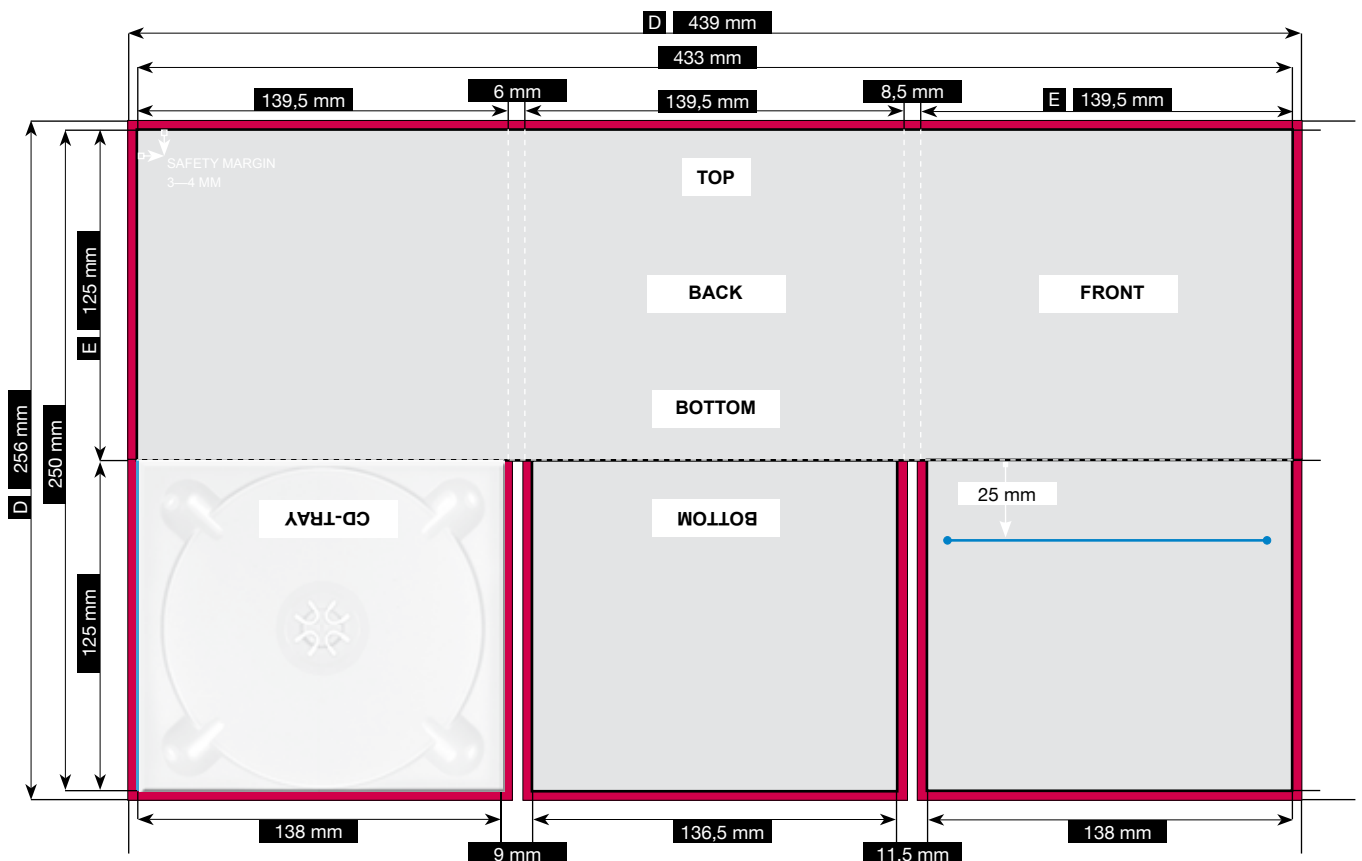 D 439 mm
433 mm
139,5 mm
6 mm
139,5 mm
8,5 mm
E 139,5 mm
SAFETY MARGIN
3—4 MM
TOP
BACK
FRONT
BOTTOM
E 125 mm
D 256 mm
250 mm
125 mm
CD-TRAY
BOTTOM
25 mm
138 mm
9 mm
136,5 mm
11,5 mm
138 mm